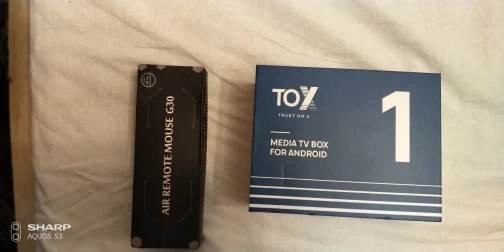 AIR REMOTE MOUSE G30
TOX
TRUST ON X
1
MEDIA TV BOX
FOR ANDROID
SHARP
AQUOS S3